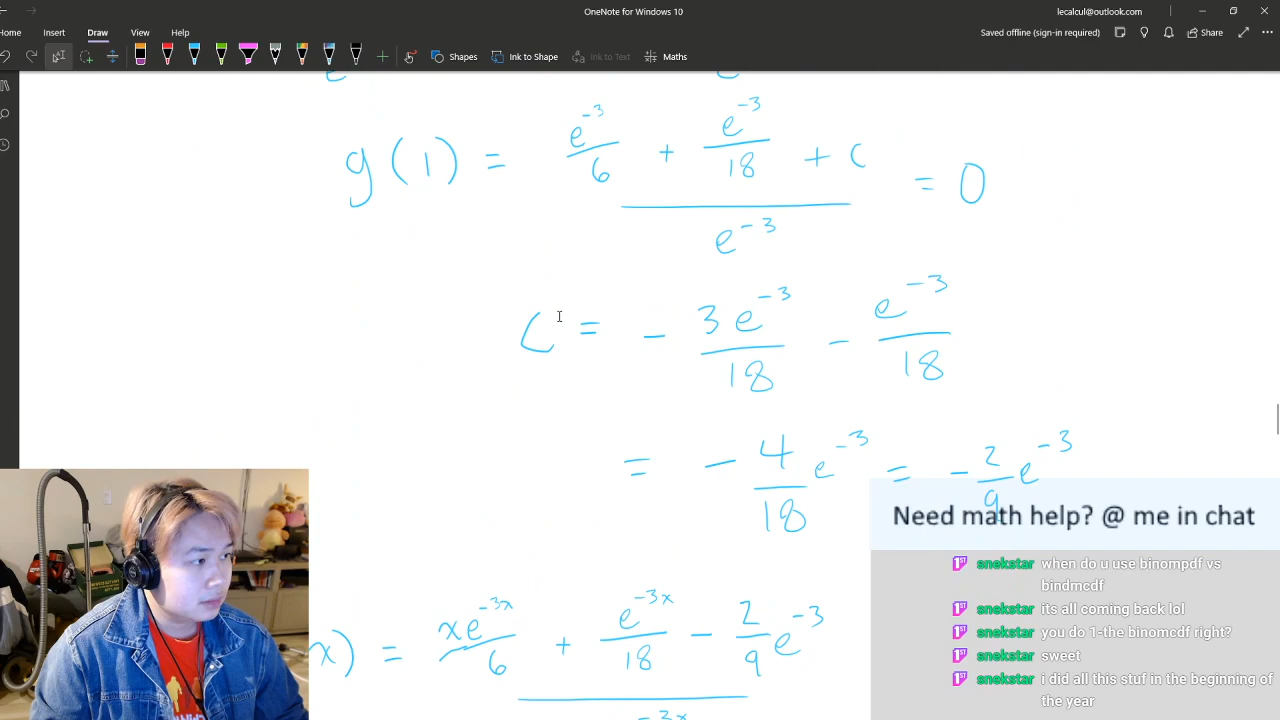 OneNote for Windows 10
lecalcul@outlook.com
Home Insert Draw View Help
Saved offline (sign-in required)
Share
Shapes
Ink to Shape
Ink to Text
Maths
g(1) = (e^-3/6 + e^-3/18 + C) / e^-3 = 0
C = - 3e^-3/18 - e^-3/18
= - 4/18 e^-3 = - 2/9 e^-3
x) = xe^-3x/6 + e^-3x/18 - 2/9 e^-3
-3x
Need math help? @ me in chat
snekstar when do u use binompdf vs
bindmcdf
snekstar its all coming back lol
snekstar you do 1-the binomcdf right?
snekstar sweet
snekstar i did all this stuf in the beginning of
the year